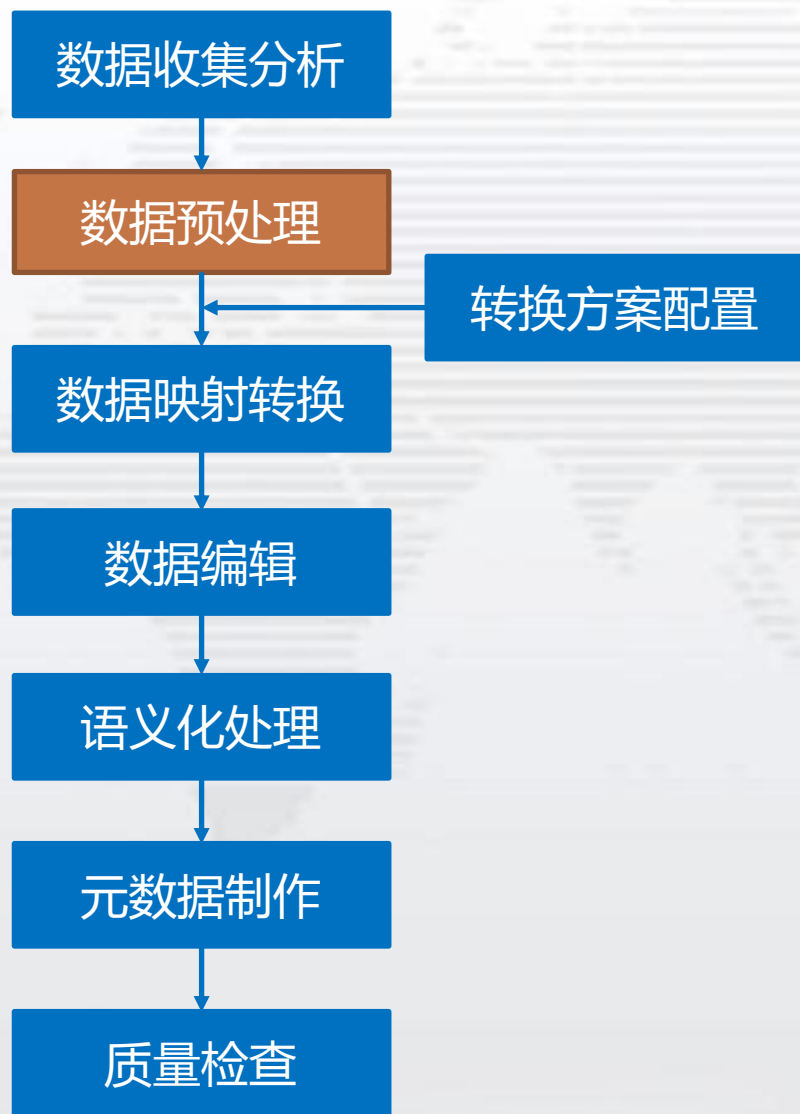 数据收集分析
数据预处理
转换方案配置
数据映射转换
数据编辑
语义化处理
元数据制作
质量检查